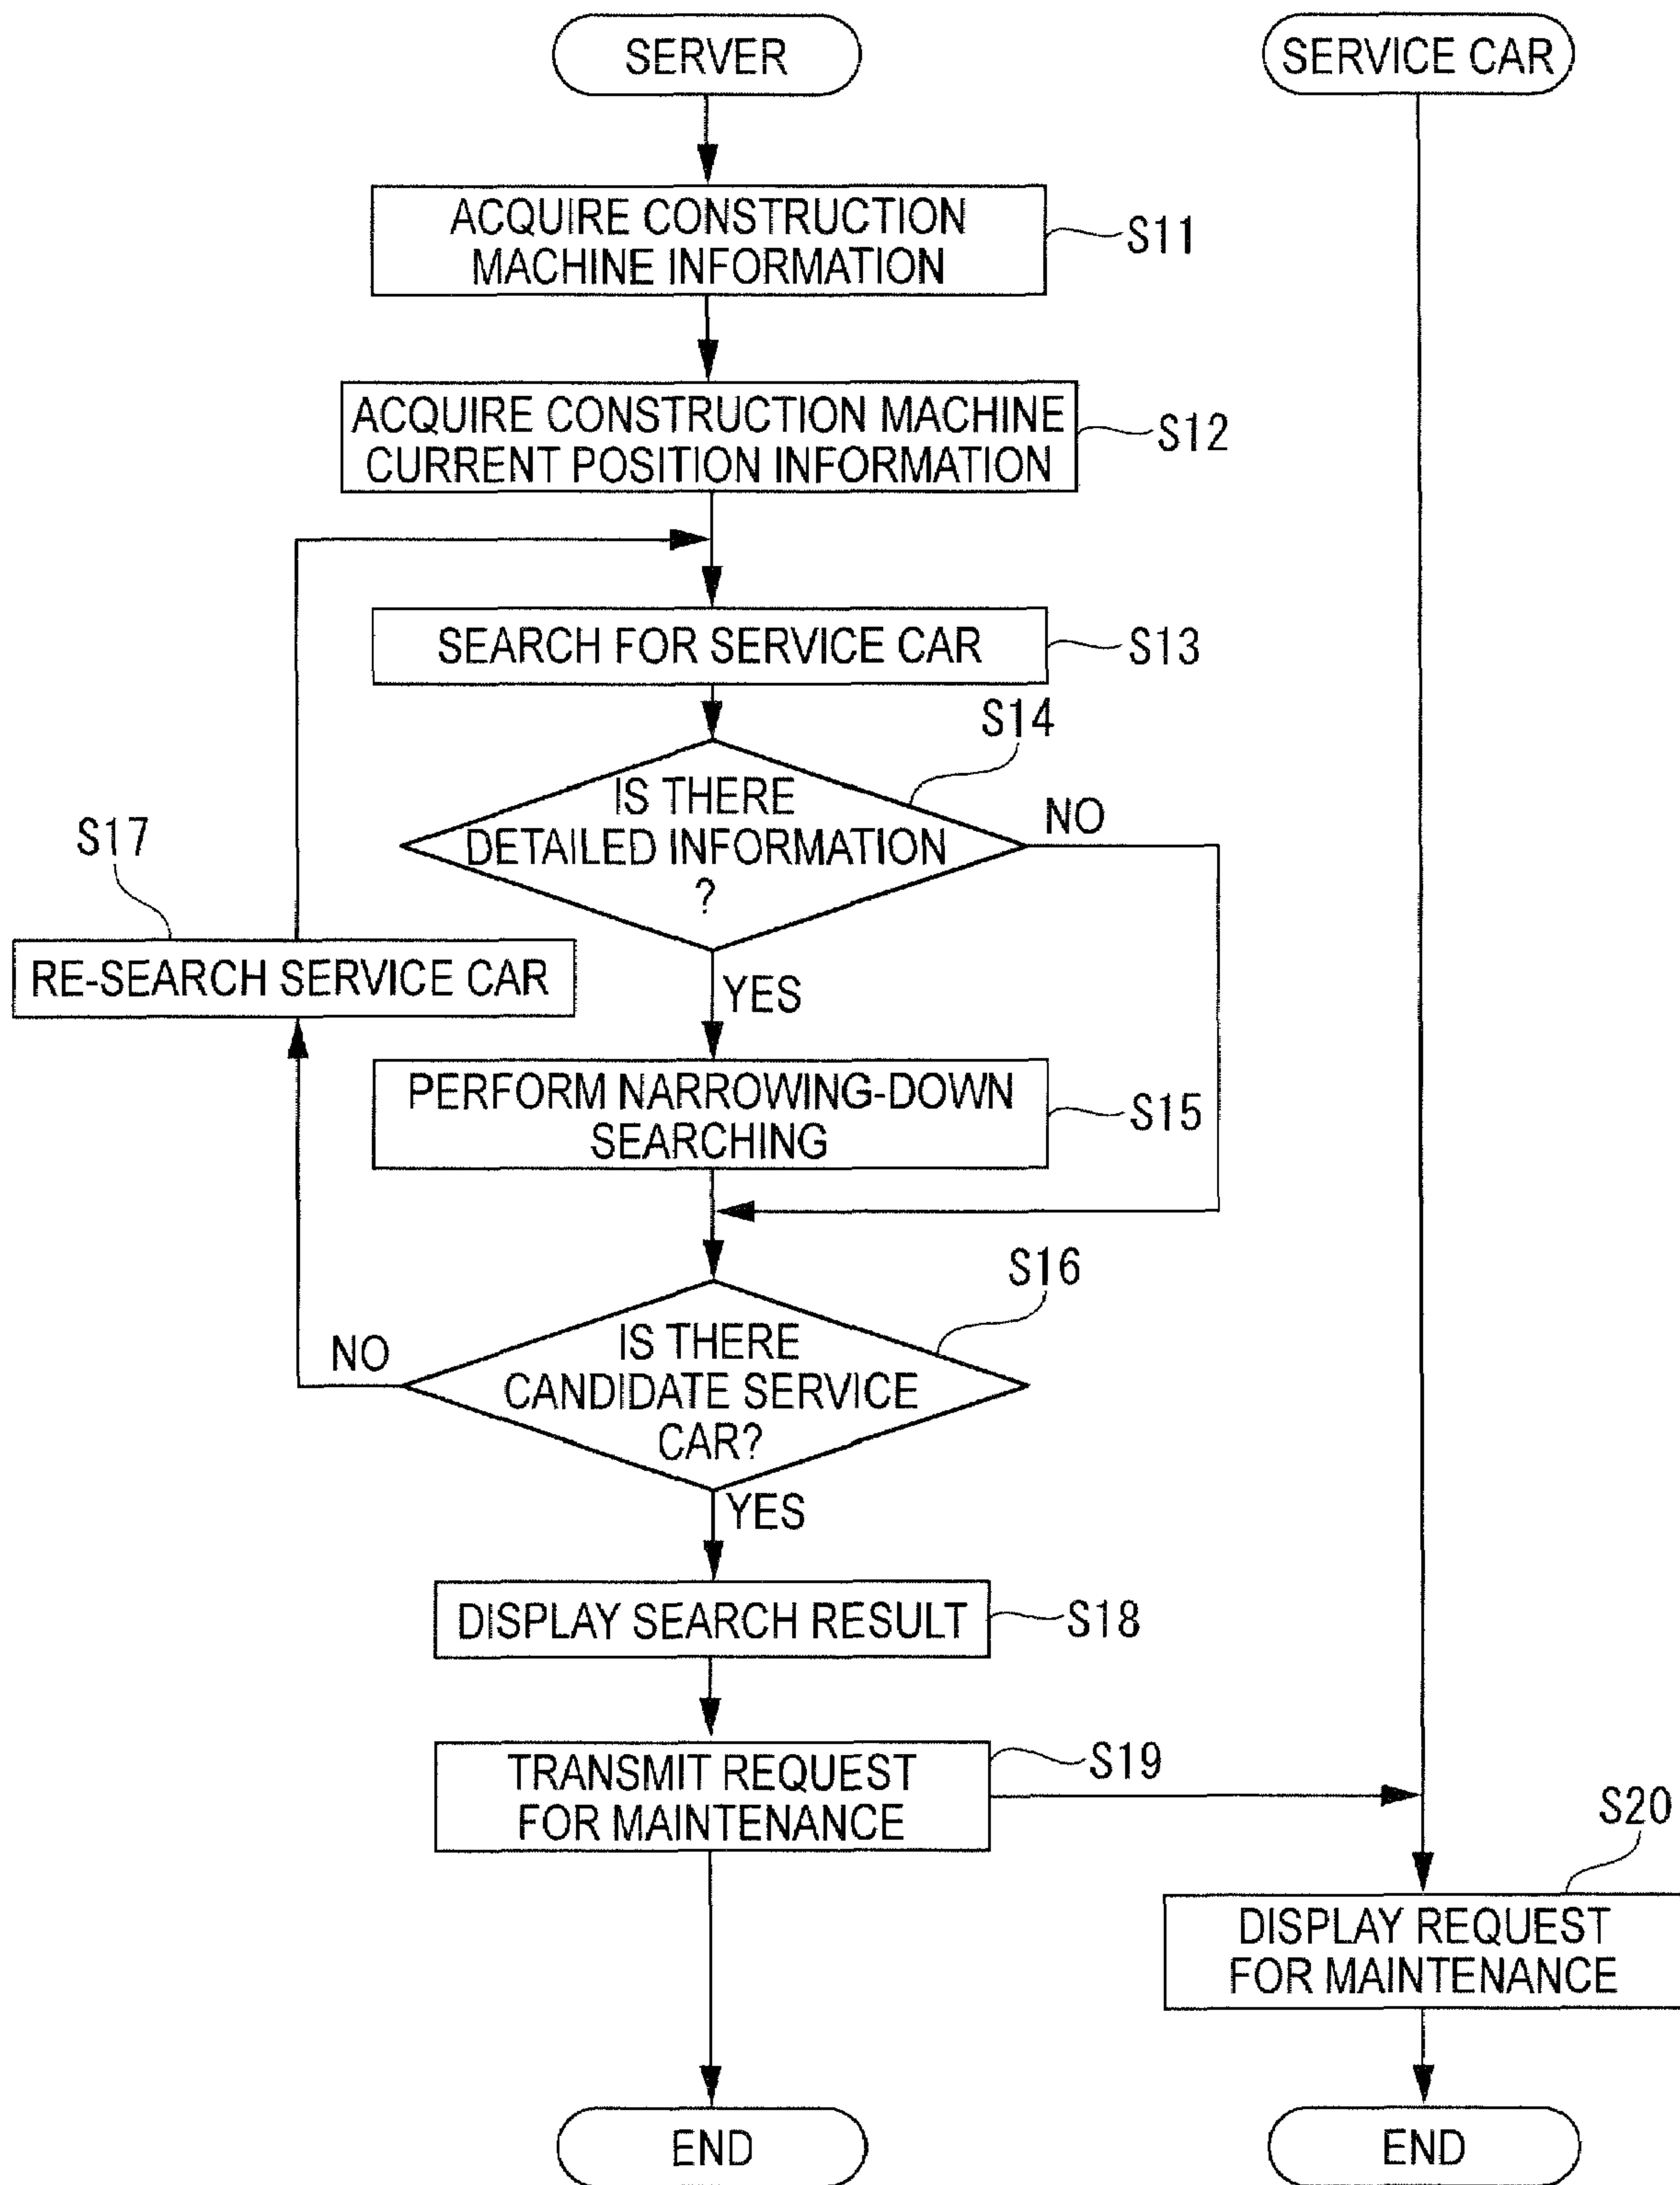 SERVER
SERVICE CAR
ACQUIRE CONSTRUCTION
MACHINE INFORMATION
S11
ACQUIRE CONSTRUCTION MACHINE
CURRENT POSITION INFORMATION
S12
SEARCH FOR SERVICE CAR
S13
S14
IS THERE
DETAILED INFORMATION
?
NO
S17
RE-SEARCH SERVICE CAR
YES
PERFORM NARROWING-DOWN
SEARCHING
S15
S16
IS THERE
CANDIDATE SERVICE
CAR?
NO
YES
DISPLAY SEARCH RESULT
S18
TRANSMIT REQUEST
FOR MAINTENANCE
S19
S20
DISPLAY REQUEST
FOR MAINTENANCE
END
END